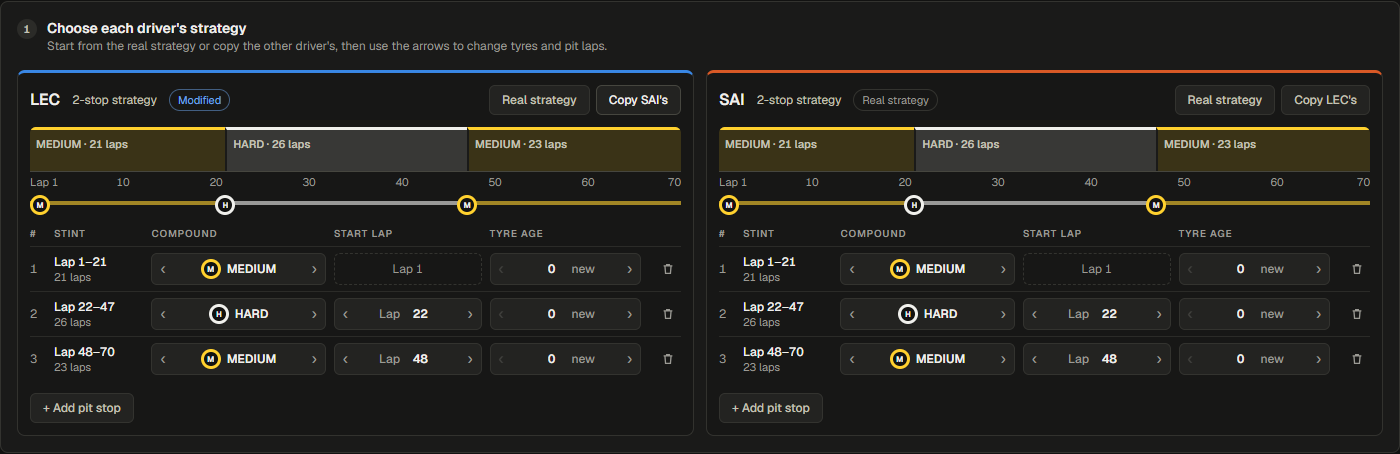 1 Choose each driver's strategy
Start from the real strategy or copy the other driver's, then use the arrows to change tyres and pit laps.
LEC 2-stop strategy Modified Real strategy Copy SAI's
MEDIUM · 21 laps HARD · 26 laps MEDIUM · 23 laps
Lap 1 10 20 30 40 50 60 70
M H M
# STINT COMPOUND START LAP TYRE AGE
1 Lap 1–21 ‹ M MEDIUM › Lap 1 ‹ 0 new ›
21 laps
2 Lap 22–47 ‹ H HARD › ‹ Lap 22 › ‹ 0 new ›
26 laps
3 Lap 48–70 ‹ M MEDIUM › ‹ Lap 48 › ‹ 0 new ›
23 laps
+ Add pit stop
SAI 2-stop strategy Real strategy Real strategy Copy LEC's
MEDIUM · 21 laps HARD · 26 laps MEDIUM · 23 laps
Lap 1 10 20 30 40 50 60 70
M H M
# STINT COMPOUND START LAP TYRE AGE
1 Lap 1–21 ‹ M MEDIUM › Lap 1 ‹ 0 new ›
21 laps
2 Lap 22–47 ‹ H HARD › ‹ Lap 22 › ‹ 0 new ›
26 laps
3 Lap 48–70 ‹ M MEDIUM › ‹ Lap 48 › ‹ 0 new ›
23 laps
+ Add pit stop